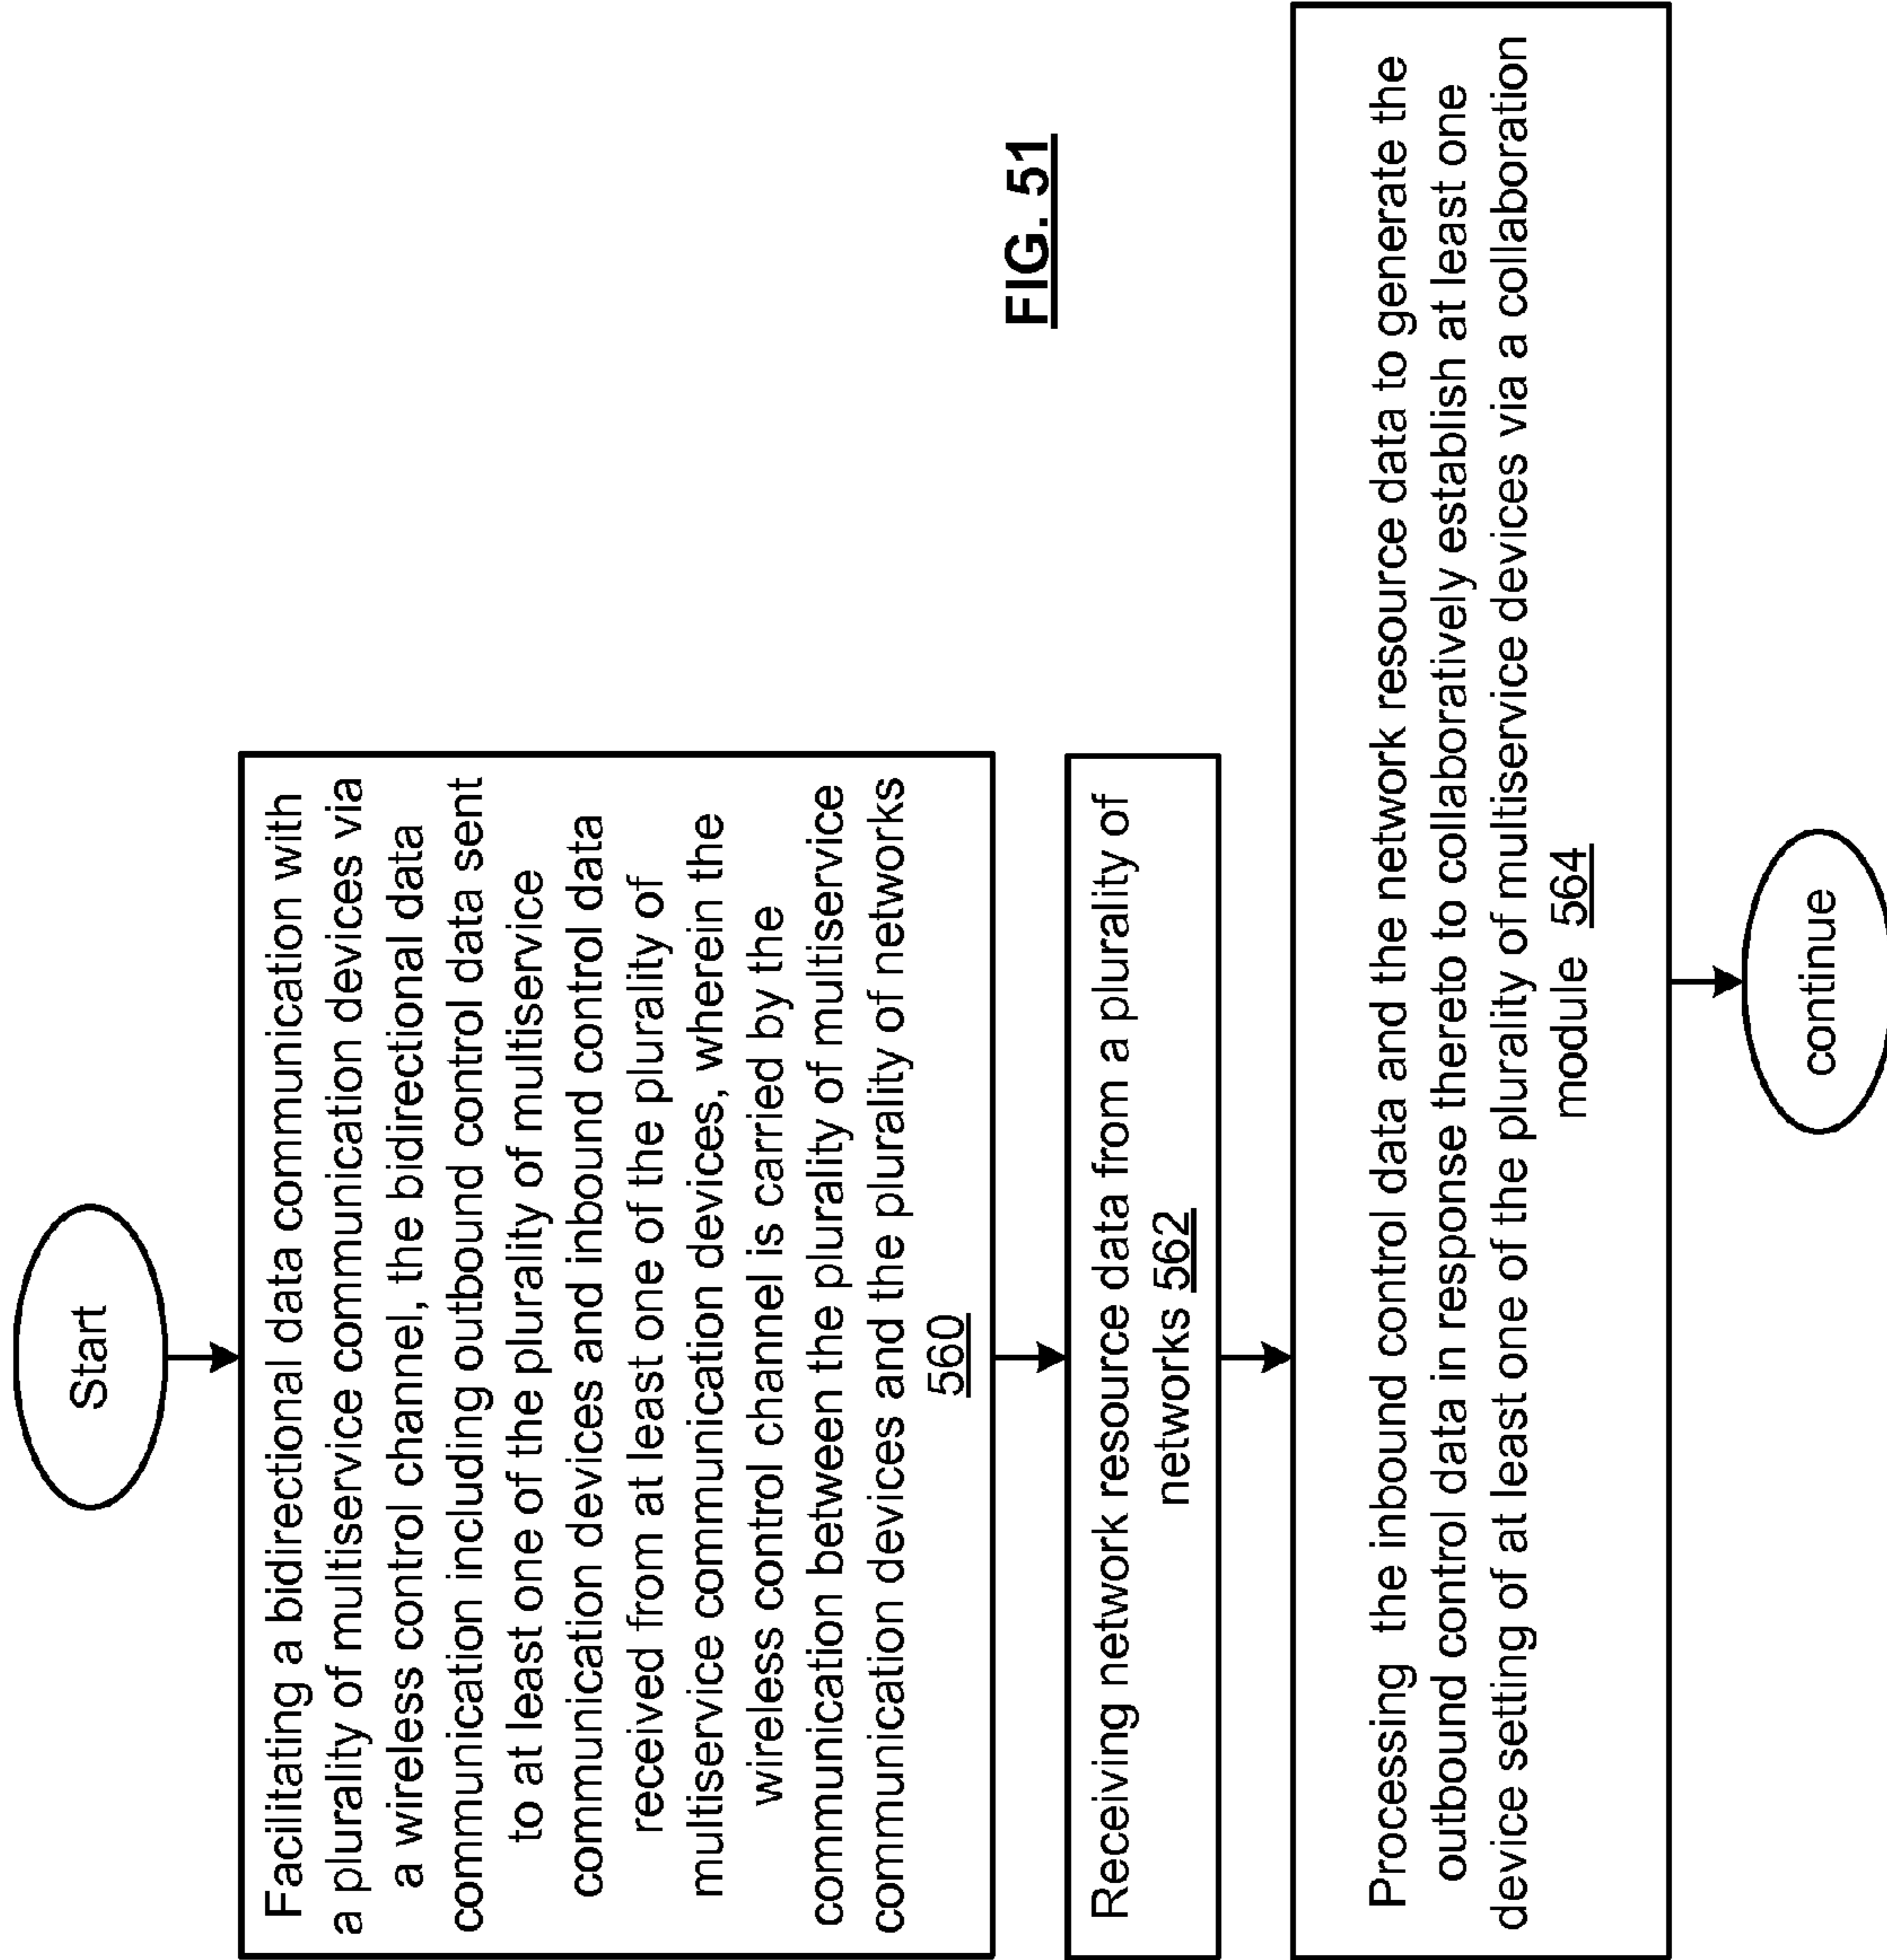 Start
Facilitating a bidirectional data communication with
a plurality of multiservice communication devices via
a wireless control channel, the bidirectional data
communication including outbound control data sent
to at least one of the plurality of multiservice
communication devices and inbound control data
received from at least one of the plurality of
multiservice communication devices, wherein the
wireless control channel is carried by the
communication between the plurality of multiservice
communication devices and the plurality of networks
560
Receiving network resource data from a plurality of
networks 562
Processing the inbound control data and the network resource data to generate the
outbound control data in response thereto to collaboratively establish at least one
device setting of at least one of the plurality of multiservice devices via a collaboration
module 564
continue
FIG. 51